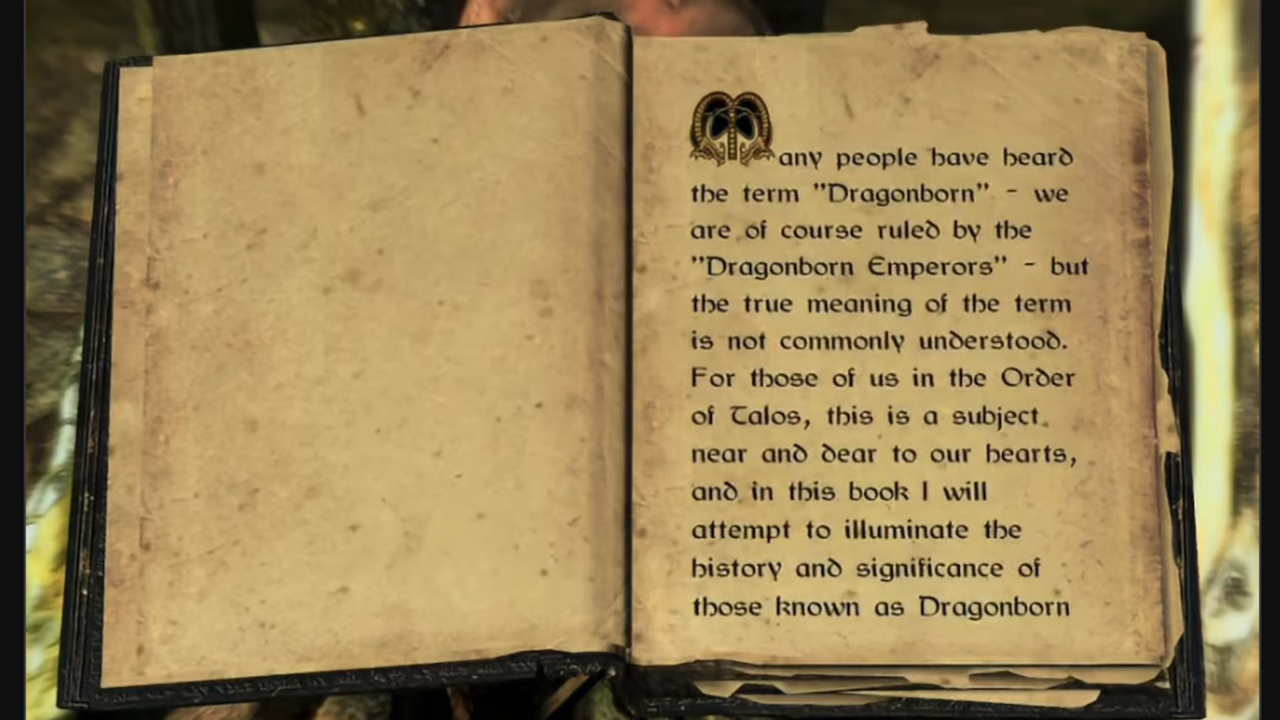 Many people have heard
the term "Dragonborn" - we
are of course ruled by the
"Dragonborn Emperors" - but
the true meaning of the term
is not commonly understood.
For those of us in the Order
of Talos, this is a subject
near and dear to our hearts,
and in this book I will
attempt to illuminate the
history and significance of
those known as Dragonborn